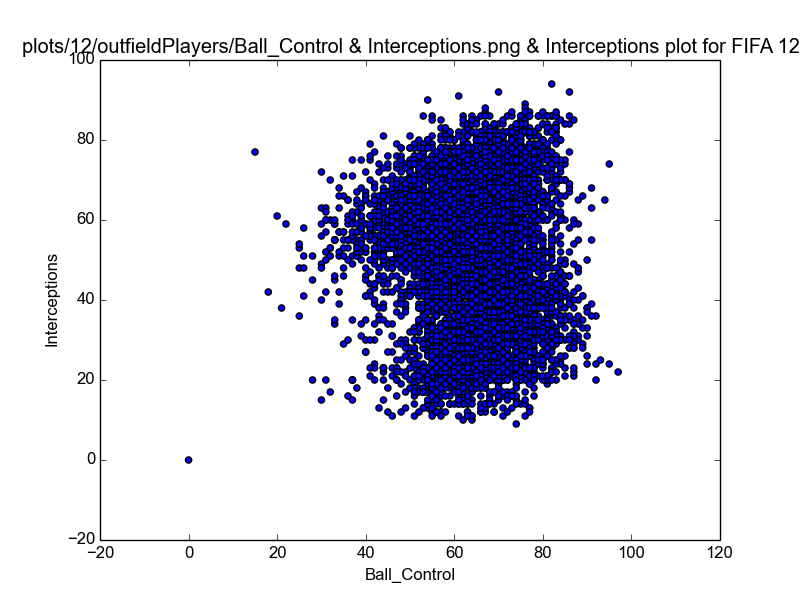 plots/12/outfieldPlayers/Ball_Control & Interceptions.png & Interceptions plot for FIFA 12
100
80
60
40
20
0
−20
Interceptions
−20 0 20 40 60 80 100 120
Ball_Control